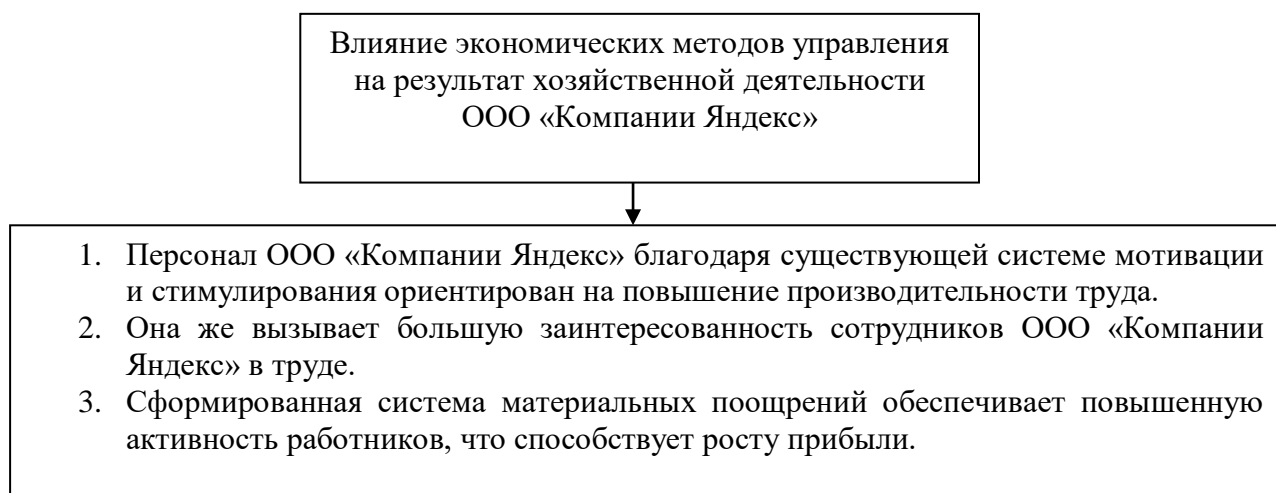 Влияние экономических методов управления
на результат хозяйственной деятельности
ООО «Компании Яндекс»
1. Персонал ООО «Компании Яндекс» благодаря существующей системе мотивации
и стимулирования ориентирован на повышение производительности труда.
2. Она же вызывает большую заинтересованность сотрудников ООО «Компании
Яндекс» в труде.
3. Сформированная система материальных поощрений обеспечивает повышенную
активность работников, что способствует росту прибыли.